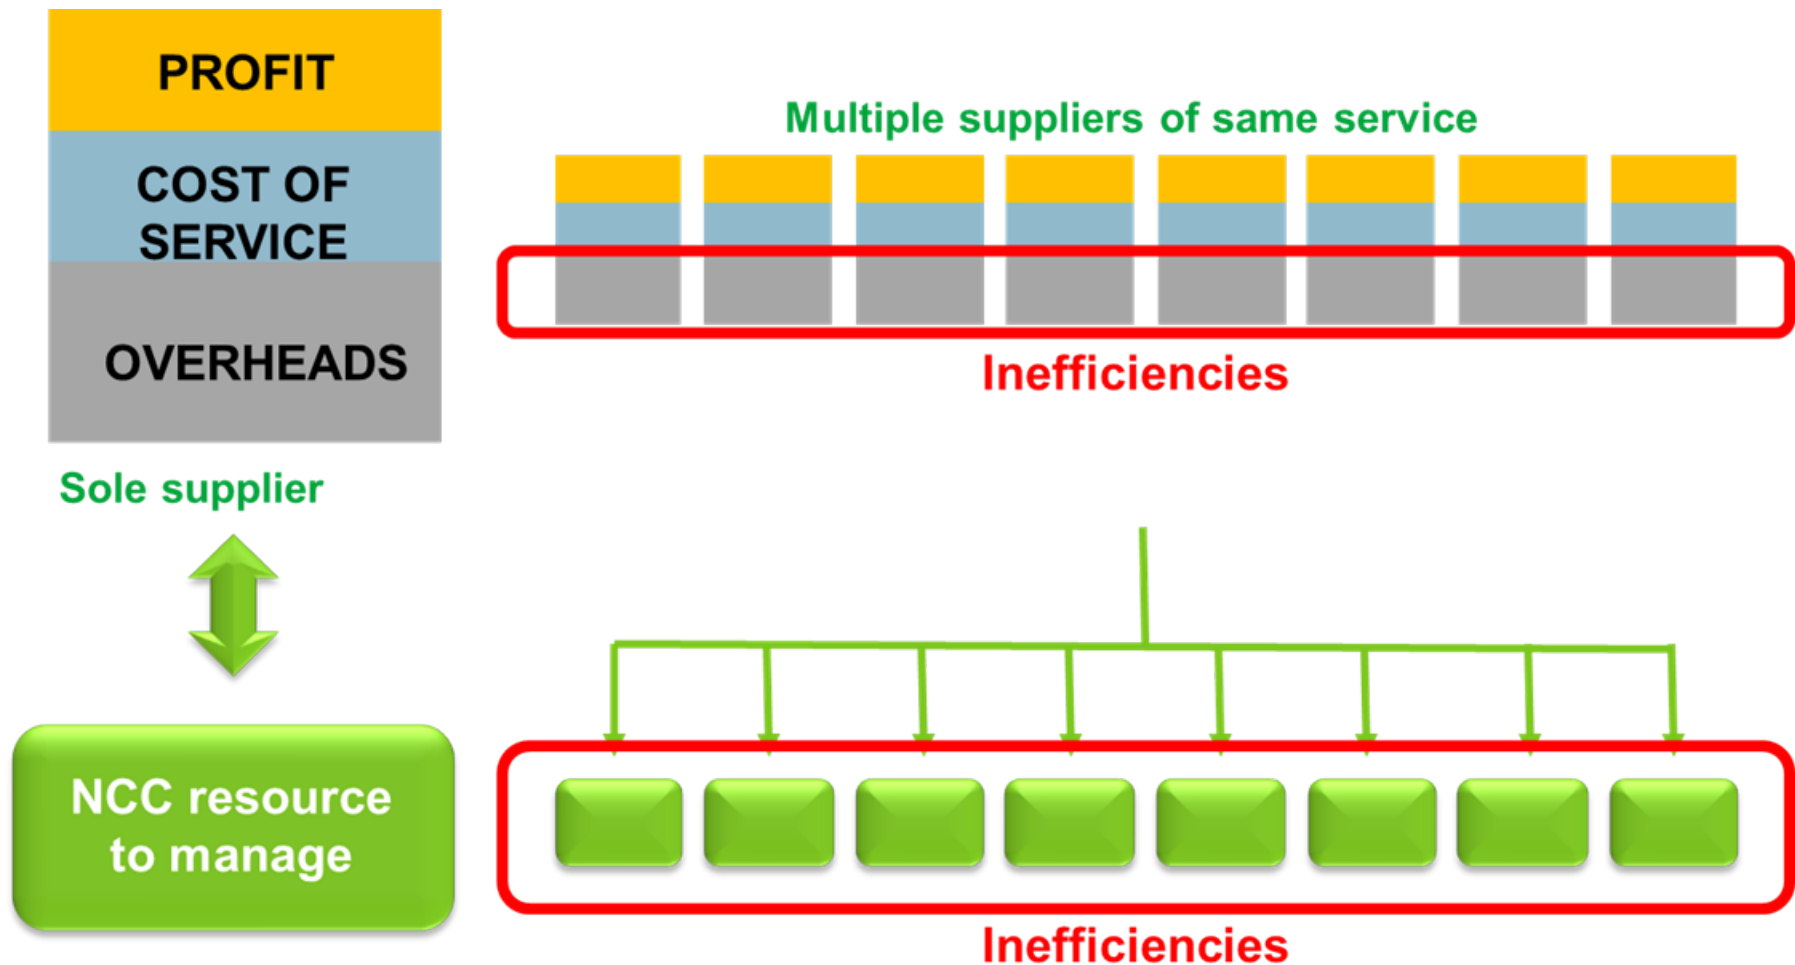 PROFIT
COST OF
SERVICE
OVERHEADS
Sole supplier
NCC resource
to manage
Multiple suppliers of same service
Inefficiencies
Inefficiencies